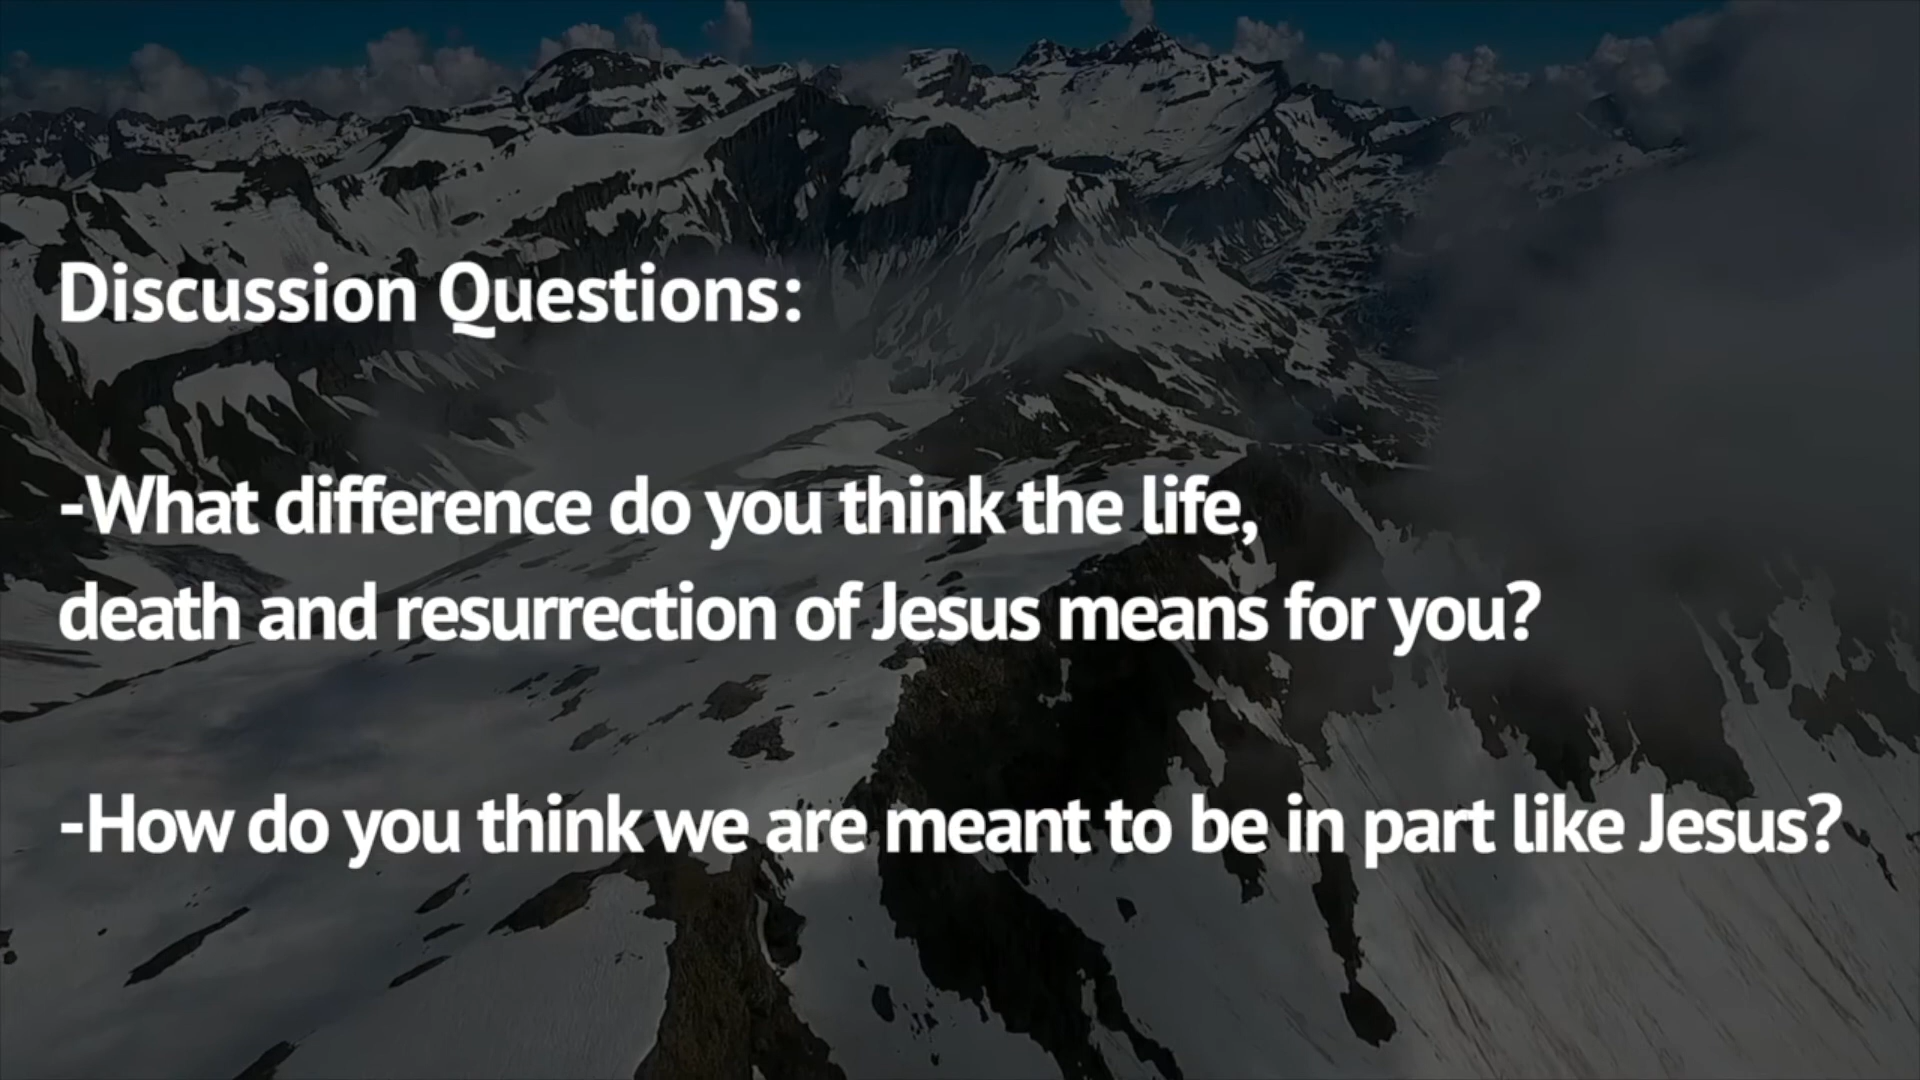 Discussion Questions:
-What difference do you think the life,
death and resurrection of Jesus means for you?
-How do you think we are meant to be in part like Jesus?